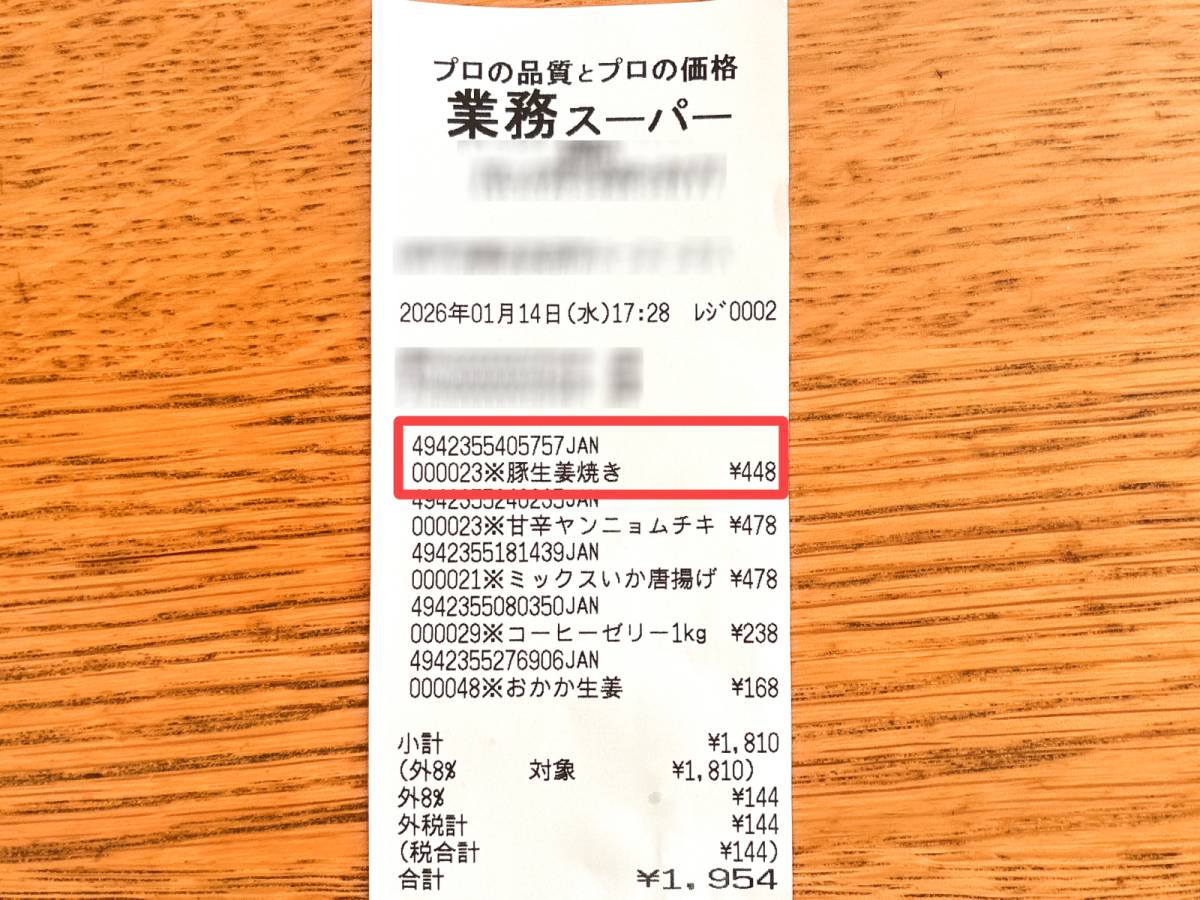 プロの品質とプロの価格
業務スーパー
2026年01月14日(水)17:28 ﾚｼﾞ0002
4942355405757JAN
000023※豚生姜焼き ¥448
4942355240235JAN
000023※甘辛ヤンニョムチキ ¥478
4942355181439JAN
000021※ミックスいか唐揚げ ¥478
4942355080350JAN
000029※コーヒーゼリー1kg ¥238
4942355276906JAN
000048※おかか生姜 ¥168
小計 ¥1,810
(外8% 対象 ¥1,810)
外8% ¥144
外税計 ¥144
(税合計 ¥144)
合計 ¥1,954